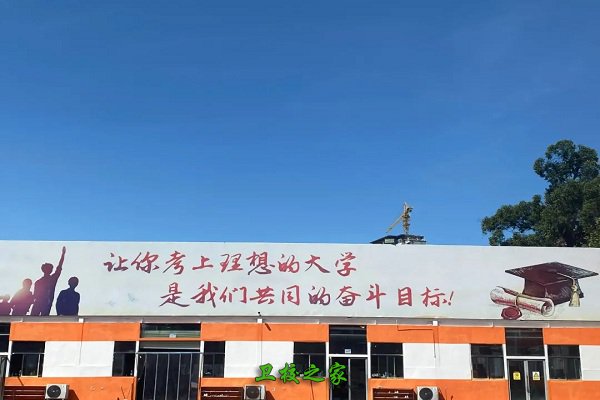 让你考上理想的大学
是我们共同的奋斗目标!
卫校之家